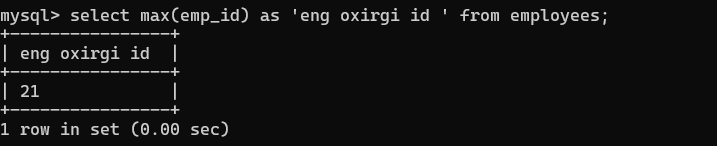 mysql> select max(emp_id) as 'eng oxirgi id ' from employees;
+----------------+
| eng oxirgi id  |
+----------------+
| 21             |
+----------------+
1 row in set (0.00 sec)